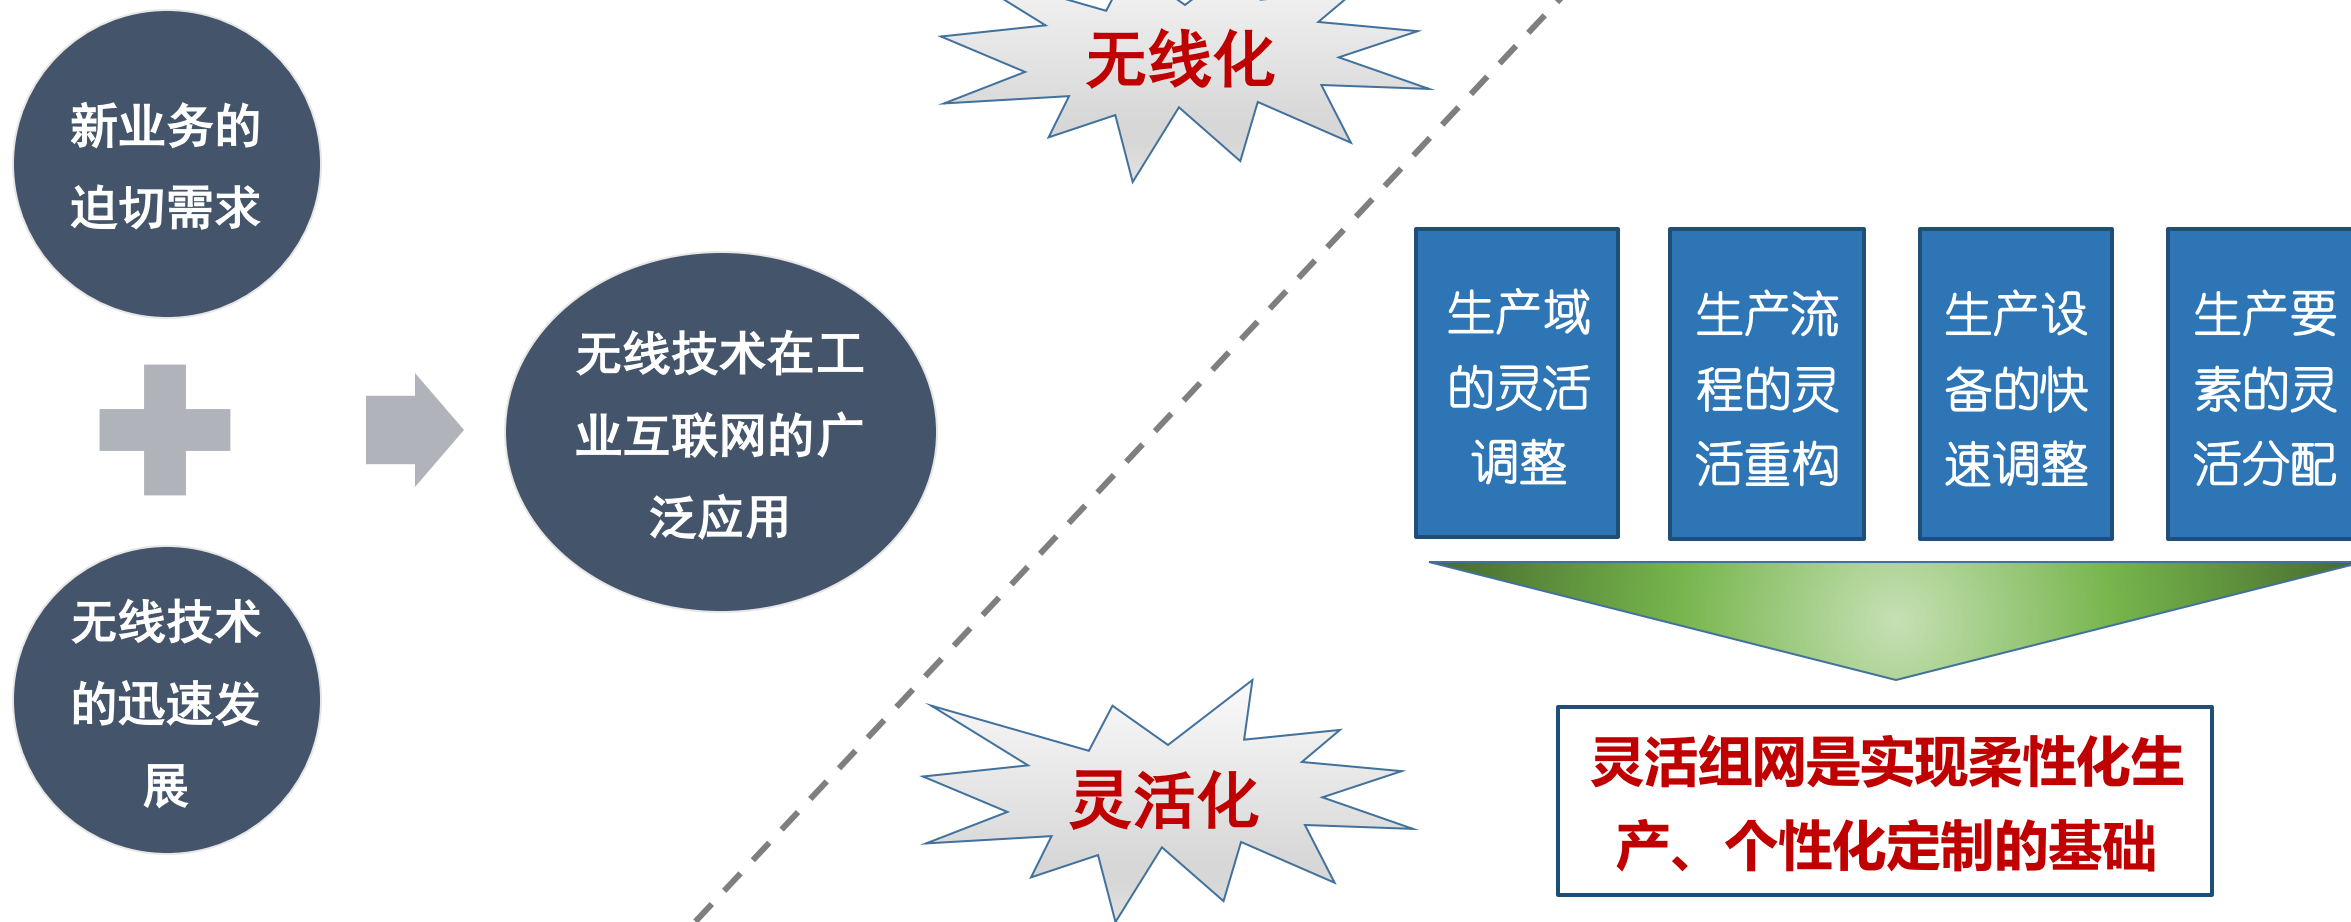 新业务的
迫切需求
无线技术
的迅速发
展
无线技术在工
业互联网的广
泛应用
无线化
生产域
的灵活
调整
生产流
程的灵
活重构
生产设
备的快
速调整
生产要
素的灵
活分配
灵活化
灵活组网是实现柔性化生
产、个性化定制的基础